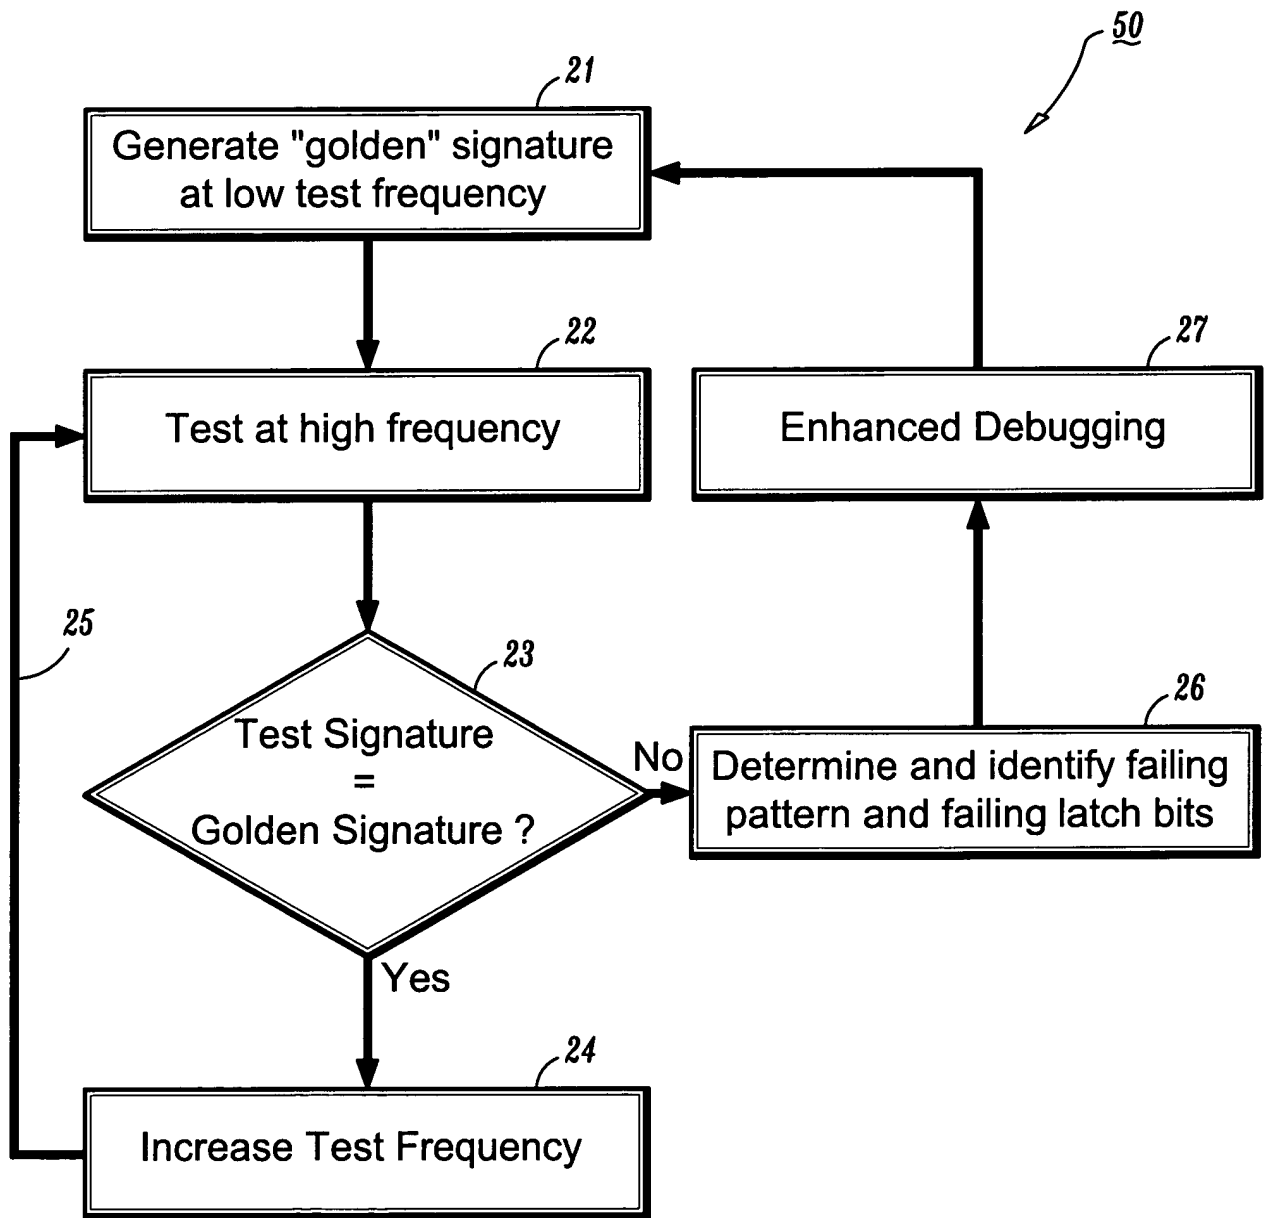 50
21
Generate "golden" signature
at low test frequency
22
Test at high frequency
27
Enhanced Debugging
25
23
Test Signature
=
Golden Signature ?
No
26
Determine and identify failing
pattern and failing latch bits
Yes
24
Increase Test Frequency